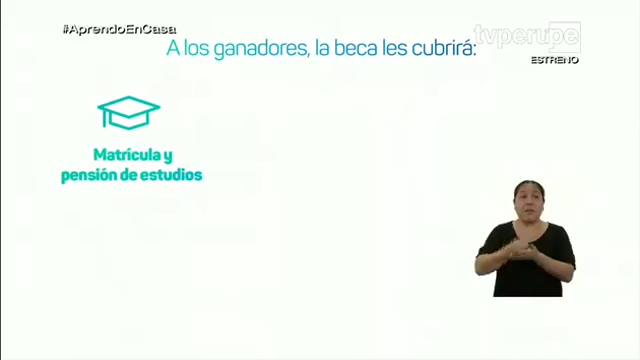 #AprendoEnCasa
tvperupe
A los ganadores, la beca les cubrirá:
ESTRENO
Matrícula y
pensión de estudios